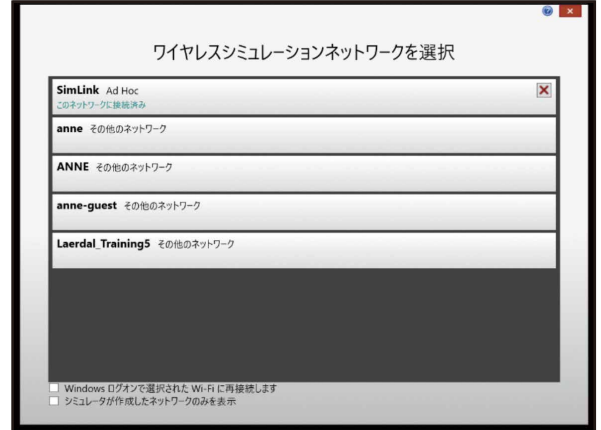 ワイヤレスシミュレーションネットワークを選択
SimLink Ad Hoc
このネットワークに接続済み
anne その他のネットワーク
ANNE その他のネットワーク
anne-guest その他のネットワーク
Laerdal_Training5 その他のネットワーク
Windows ログオンで選択された Wi-Fi に再接続します
シミュレータが作成したネットワークのみを表示